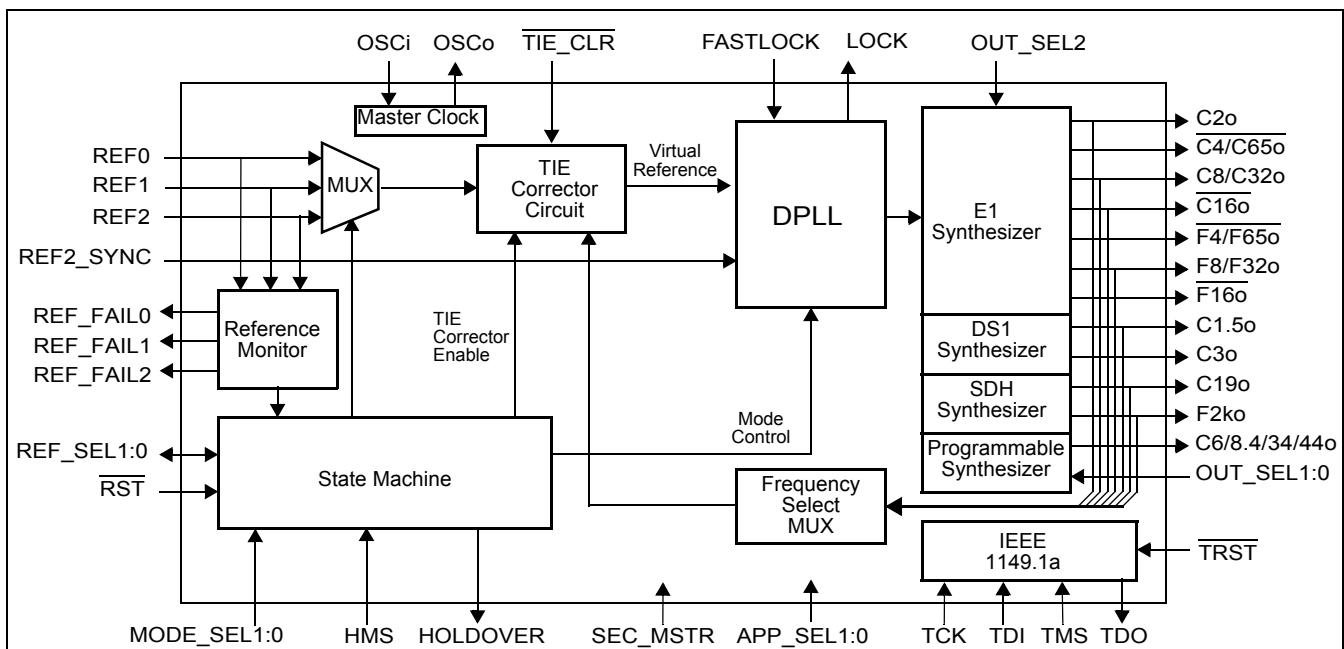 OSCi
OSCo
TIE_CLR
FASTLOCK
LOCK
OUT_SEL2
Master Clock
REF0
REF1
REF2
REF2_SYNC
MUX
TIE
Corrector
Circuit
Virtual
Reference
DPLL
E1
Synthesizer
C2o
C4/C65o
C8/C32o
C16o
F4/F65o
F8/F32o
F16o
REF_FAIL0
REF_FAIL1
REF_FAIL2
Reference
Monitor
TIE
Corrector
Enable
DS1
Synthesizer
C1.5o
C3o
SDH
Synthesizer
C19o
F2ko
Programmable
Synthesizer
C6/8.4/34/44o
OUT_SEL1:0
REF_SEL1:0
RST
State Machine
Mode
Control
Frequency
Select
MUX
IEEE
1149.1a
TRST
MODE_SEL1:0
HMS
HOLDOVER
SEC_MSTR
APP_SEL1:0
TCK
TDI
TMS
TDO